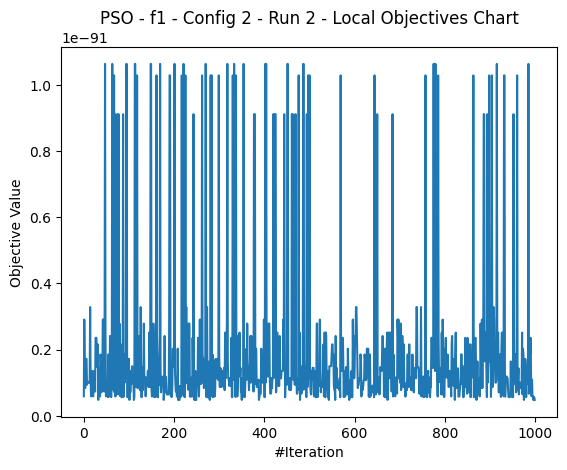 PSO - f1 - Config 2 - Run 2 - Local Objectives Chart
1e−91
1.0
0.8
0.6
0.4
0.2
0.0
Objective Value
0 200 400 600 800 1000
#Iteration